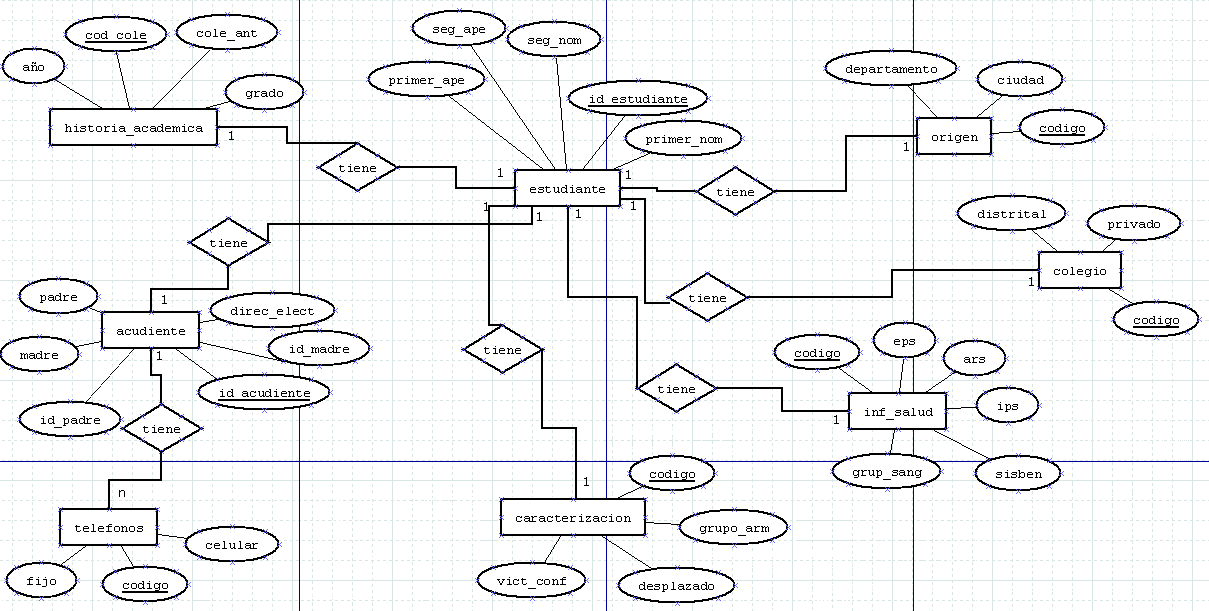 seg_ape
cod_cole
cole_ant
seg_nom
año
departamento
ciudad
primer_ape
grado
id_estudiante
historia_academica
codigo
1
primer_nom
origen
1
tiene
1
1
estudiante
tiene
1
1
1
1
distrital
privado
tiene
colegio
1
padre
1
tiene
direc_elect
codigo
acudiente
eps
madre
1
id_madre
tiene
codigo
ars
id_acudiente
tiene
ips
id_padre
inf_salud
1
tiene
grup_sang
sisben
codigo
1
n
caracterizacion
telefonos
grupo_arm
celular
fijo
codigo
vict_conf
desplazado